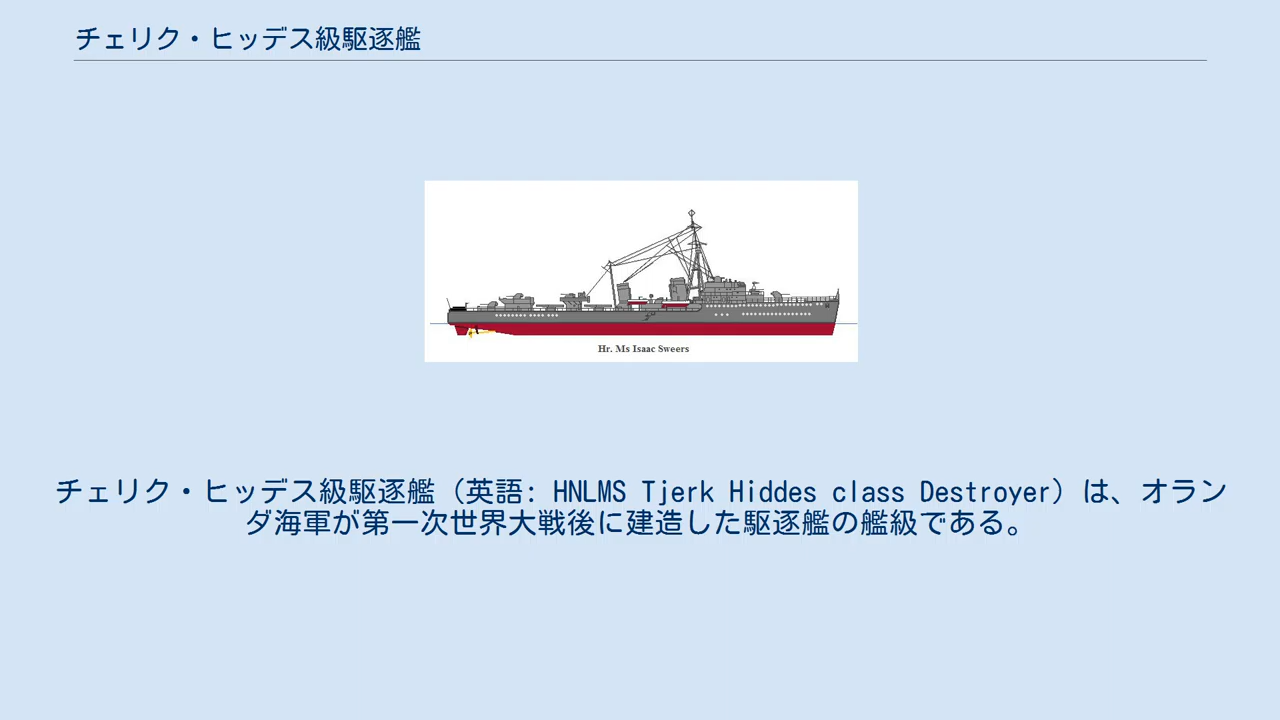 チェリク・ヒッデス級駆逐艦
Hr. Ms Isaac Sweers
チェリク・ヒッデス級駆逐艦（英語: HNLMS Tjerk Hiddes class Destroyer）は、オラン
ダ海軍が第一次世界大戦後に建造した駆逐艦の艦級である。